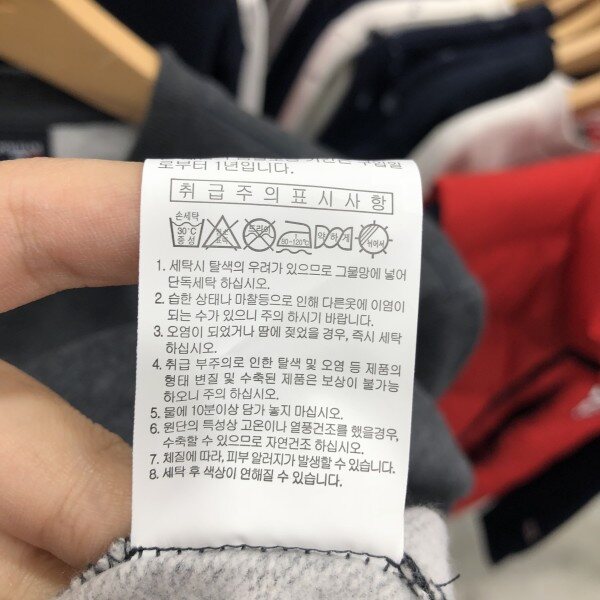 로부터 1년입니다.
취급주의표시사항
손세탁
30℃
중성
염소
표백
드라이
1
80~120℃
약하게
뉘어서
1. 세탁시 탈색의 우려가 있으므로 그물망에 넣어
단독세탁 하십시오.
2. 습한 상태나 마찰등으로 인해 다른옷에 이염이
되는 수가 있으니 주의 하시기 바랍니다.
3. 오염이 되었거나 땀에 젖었을 경우, 즉시 세탁
하십시오.
4. 취급 부주의로 인한 탈색 및 오염 등 제품의
형태 변질 및 수축된 제품은 보상이 불가능
하오니 주의 하십시오.
5. 물에 10분이상 담가 놓지 마십시오.
6. 원단의 특성상 고온이나 열풍건조를 했을경우,
수축할 수 있으므로 자연건조 하십시오.
7. 체질에 따라, 피부 알러지가 발생할 수 있습니다.
8. 세탁 후 색상이 연해질 수 있습니다.